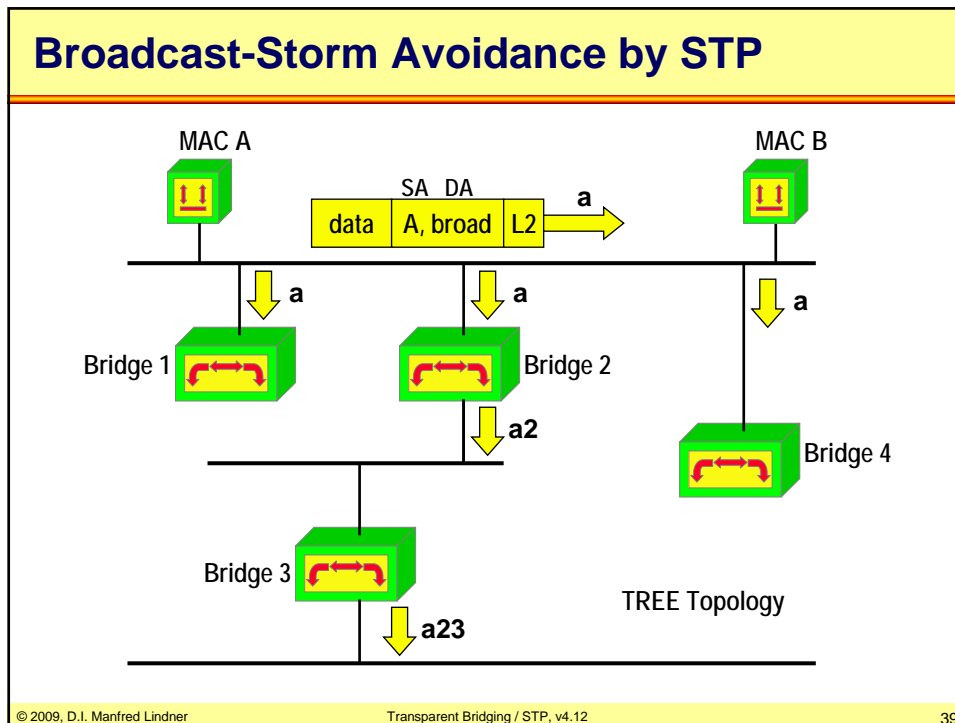 Broadcast-Storm Avoidance by STP
MAC A
MAC B
SA DA
data
A, broad
L2
a
a
a
a
Bridge 1
Bridge 2
a2
Bridge 4
Bridge 3
TREE Topology
a23
© 2009, D.I. Manfred Lindner
Transparent Bridging / STP, v4.12
39